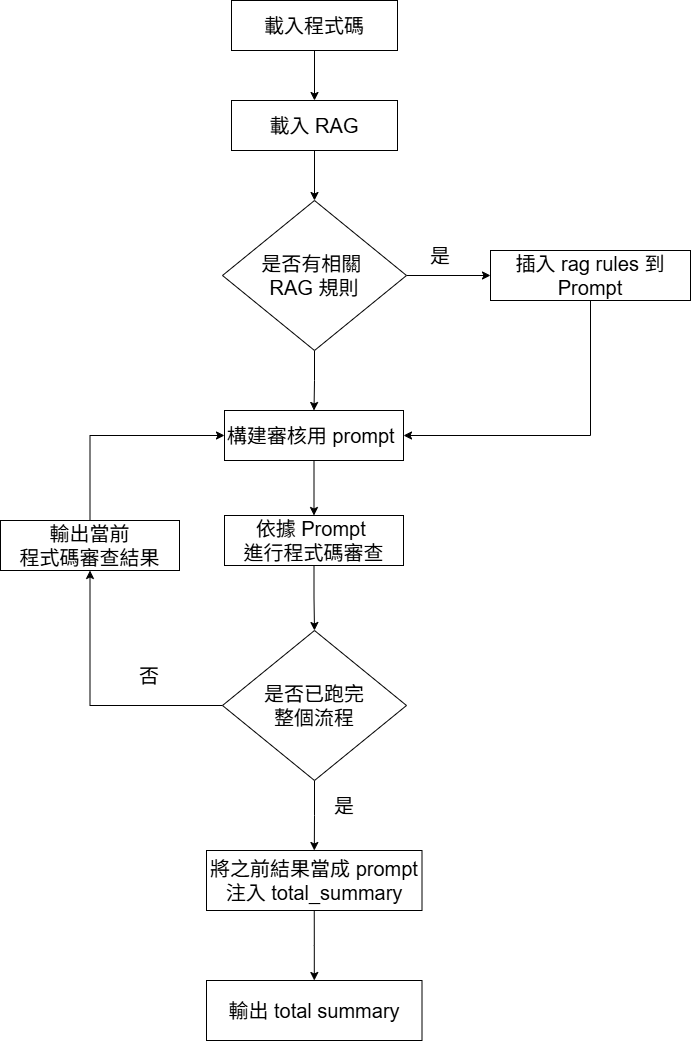 載入程式碼
載入 RAG
是否有相關
RAG 規則
是
插入 rag rules 到
Prompt
構建審核用 prompt
依據 Prompt
進行程式碼審查
輸出當前
程式碼審查結果
否
是否已跑完
整個流程
是
將之前結果當成 prompt
注入 total_summary
輸出 total summary